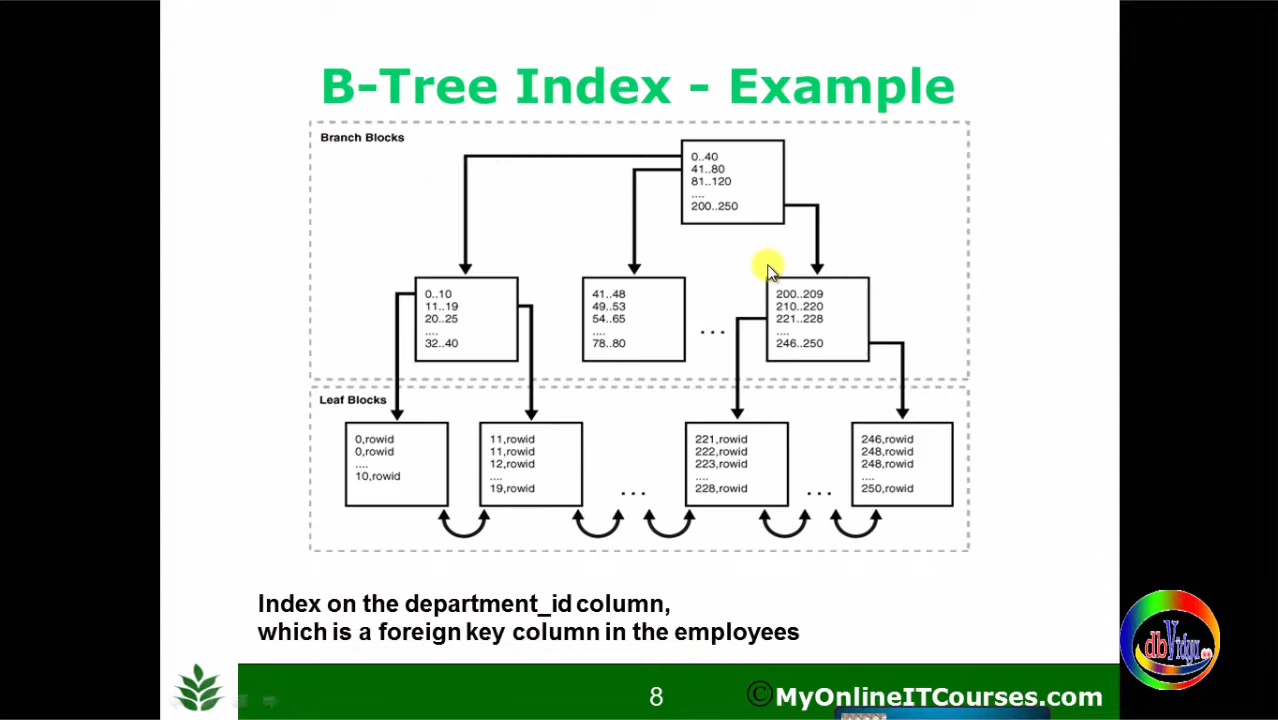 B-Tree Index - Example
Branch Blocks
0..40
41..80
81..120
....
200..250
0..10
11..19
20..25
....
32..40
41..48
49..53
54..65
....
78..80
...
200..209
210..220
221..228
....
246..250
Leaf Blocks
0,rowid
0,rowid
....
10,rowid
11,rowid
11,rowid
12,rowid
....
19,rowid
...
221,rowid
222,rowid
223,rowid
....
228,rowid
...
246,rowid
248,rowid
248,rowid
....
250,rowid
Index on the department_id column,
which is a foreign key column in the employees
dbVidya
8
©MyOnlineITCourses.com